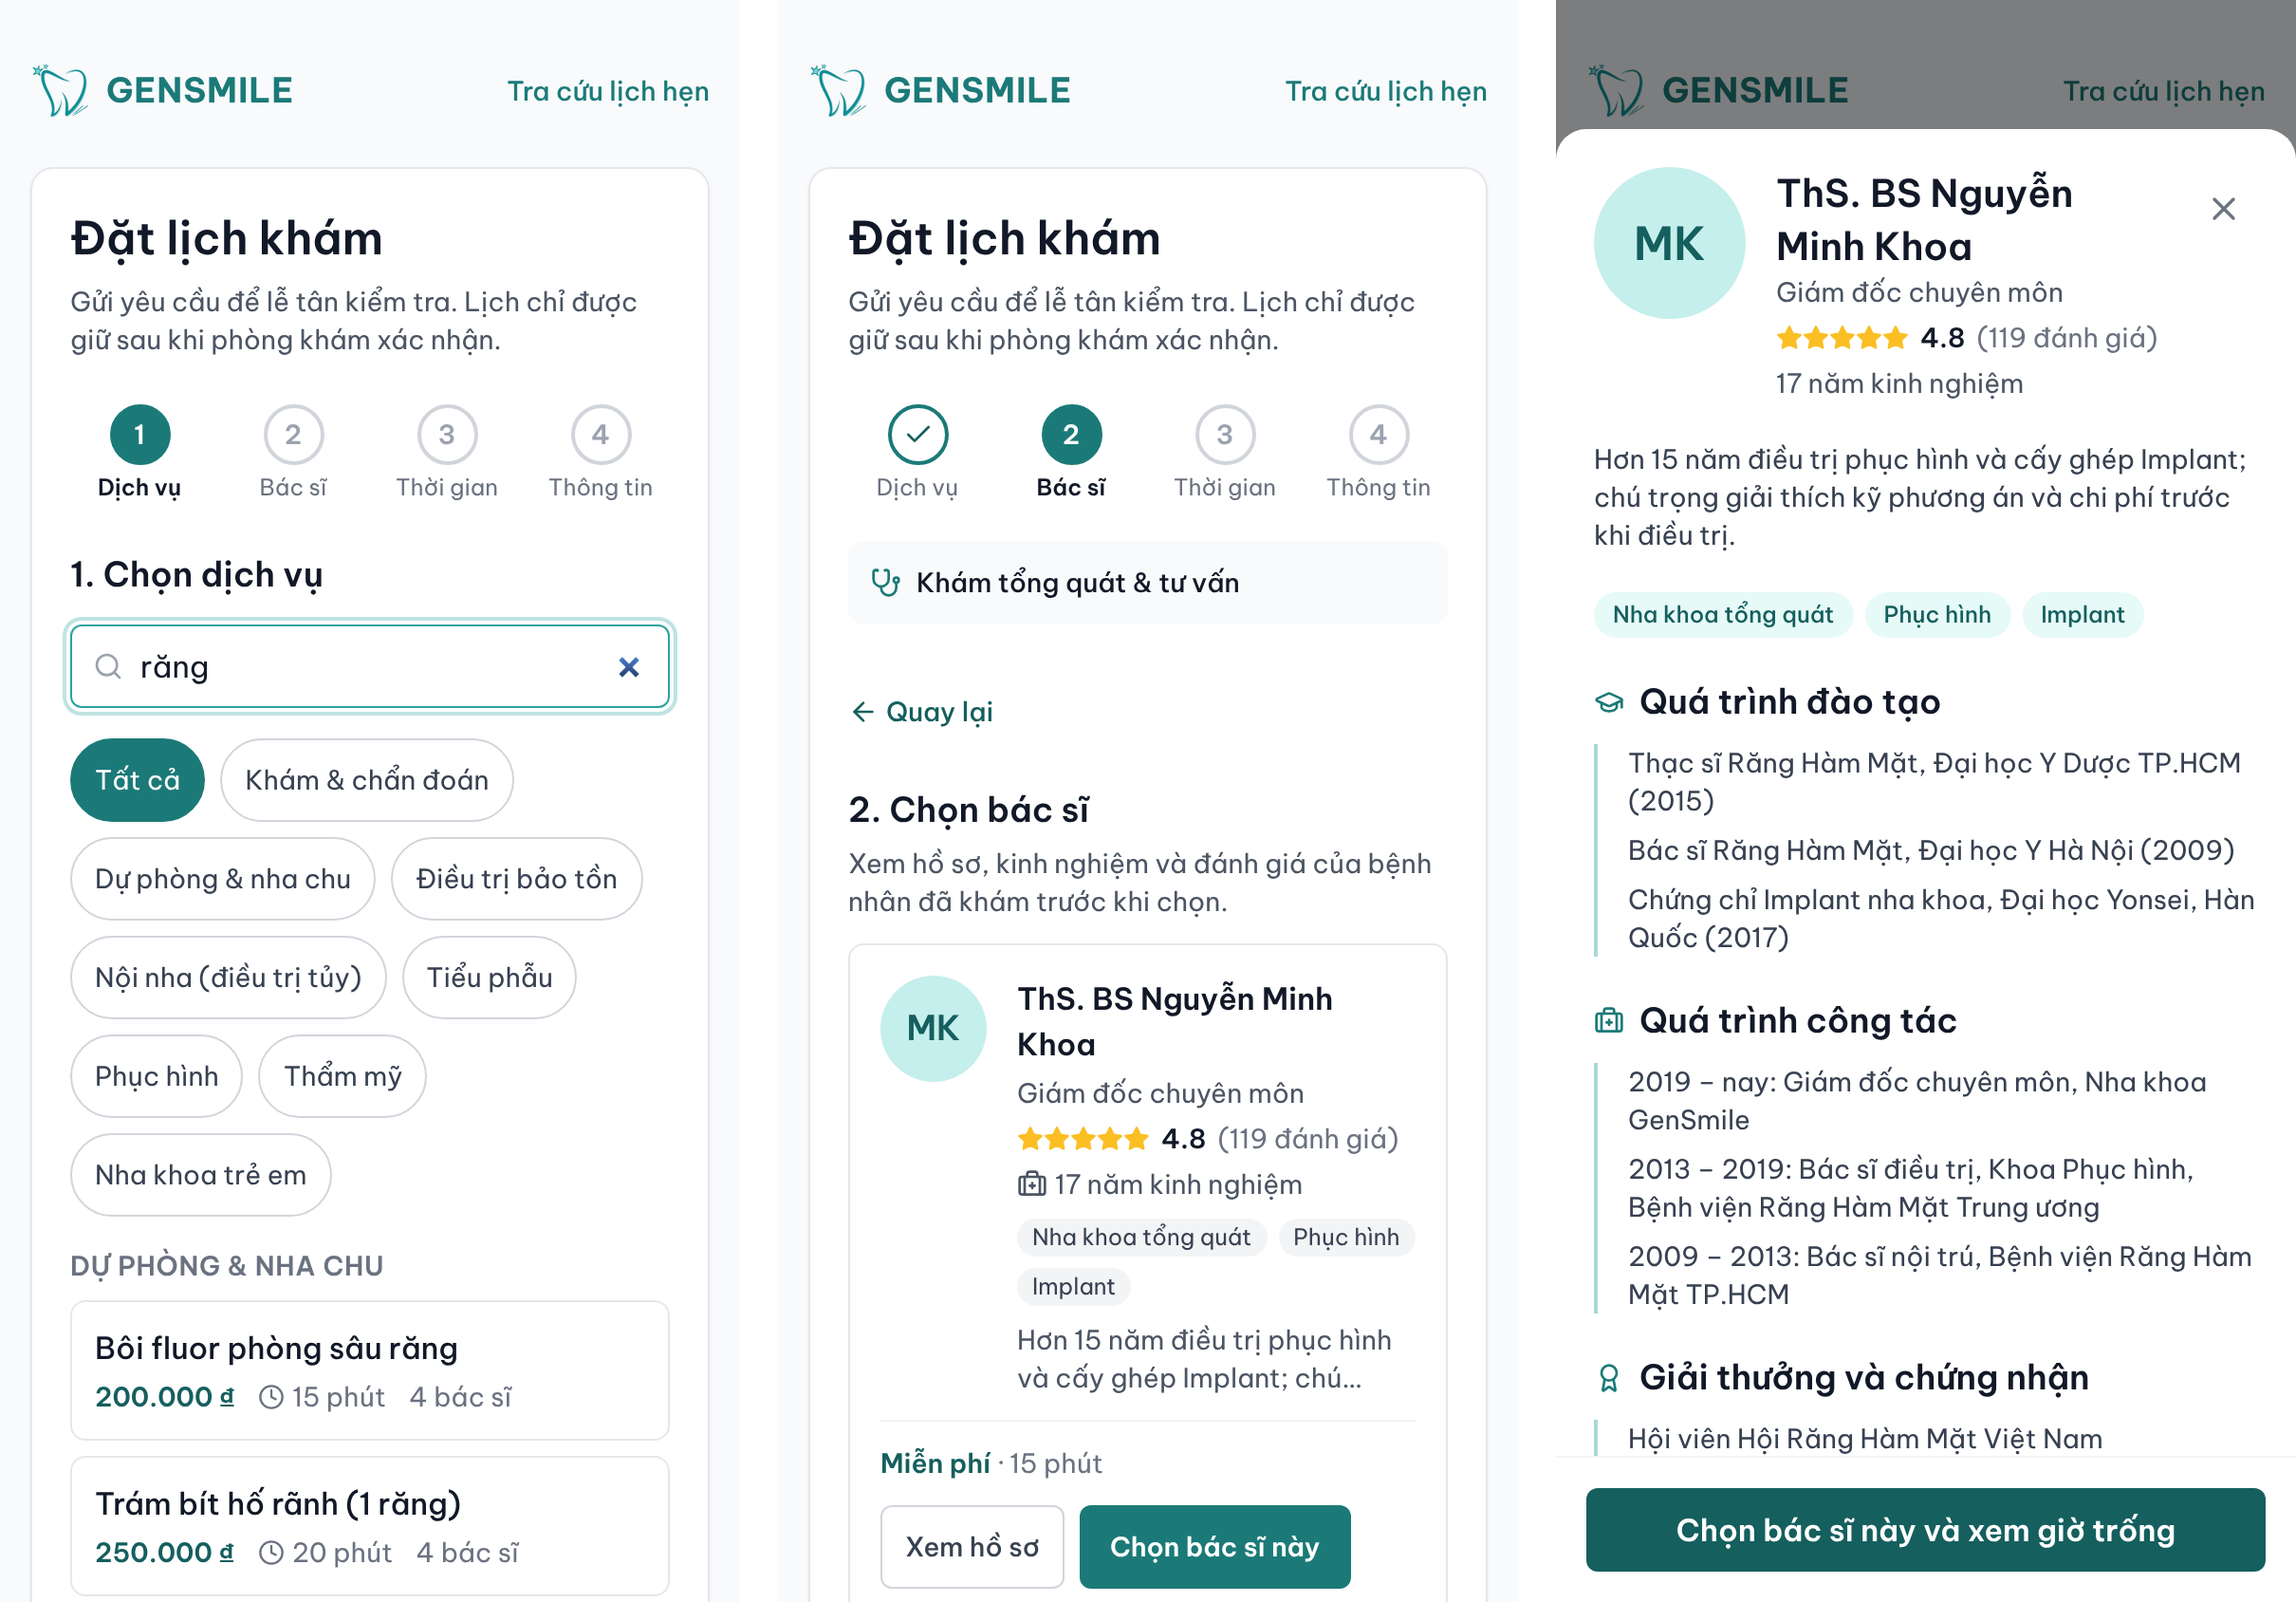 GENSMILE
Tra cứu lịch hẹn
Đặt lịch khám
Gửi yêu cầu để lễ tân kiểm tra. Lịch chỉ được
giữ sau khi phòng khám xác nhận.
1
2
3
4
Dịch vụ
Bác sĩ
Thời gian
Thông tin
1. Chọn dịch vụ
răng
Tất cả
Khám & chẩn đoán
Dự phòng & nha chu
Điều trị bảo tồn
Nội nha (điều trị tủy)
Tiểu phẫu
Phục hình
Thẩm mỹ
Nha khoa trẻ em
DỰ PHÒNG & NHA CHU
Bôi fluor phòng sâu răng
200.000 ₫ 15 phút 4 bác sĩ
Trám bít hố rãnh (1 răng)
250.000 ₫ 20 phút 4 bác sĩ
GENSMILE
Tra cứu lịch hẹn
Đặt lịch khám
Gửi yêu cầu để lễ tân kiểm tra. Lịch chỉ được
giữ sau khi phòng khám xác nhận.
2
3
4
Dịch vụ
Bác sĩ
Thời gian
Thông tin
Khám tổng quát & tư vấn
Quay lại
2. Chọn bác sĩ
Xem hồ sơ, kinh nghiệm và đánh giá của bệnh
nhân đã khám trước khi chọn.
MK
ThS. BS Nguyễn Minh
Khoa
Giám đốc chuyên môn
4.8 (119 đánh giá)
17 năm kinh nghiệm
Nha khoa tổng quát
Phục hình
Implant
Hơn 15 năm điều trị phục hình
và cấy ghép Implant; chú...
Miễn phí · 15 phút
Xem hồ sơ
Chọn bác sĩ này
GENSMILE
Tra cứu lịch hẹn
MK
ThS. BS Nguyễn
Minh Khoa
Giám đốc chuyên môn
4.8 (119 đánh giá)
17 năm kinh nghiệm
Hơn 15 năm điều trị phục hình và cấy ghép Implant;
chú trọng giải thích kỹ phương án và chi phí trước
khi điều trị.
Nha khoa tổng quát
Phục hình
Implant
Quá trình đào tạo
Thạc sĩ Răng Hàm Mặt, Đại học Y Dược TP.HCM
(2015)
Bác sĩ Răng Hàm Mặt, Đại học Y Hà Nội (2009)
Chứng chỉ Implant nha khoa, Đại học Yonsei, Hàn
Quốc (2017)
Quá trình công tác
2019 – nay: Giám đốc chuyên môn, Nha khoa
GenSmile
2013 – 2019: Bác sĩ điều trị, Khoa Phục hình,
Bệnh viện Răng Hàm Mặt Trung ương
2009 – 2013: Bác sĩ nội trú, Bệnh viện Răng Hàm
Mặt TP.HCM
Giải thưởng và chứng nhận
Hội viên Hội Răng Hàm Mặt Việt Nam
Chọn bác sĩ này và xem giờ trống